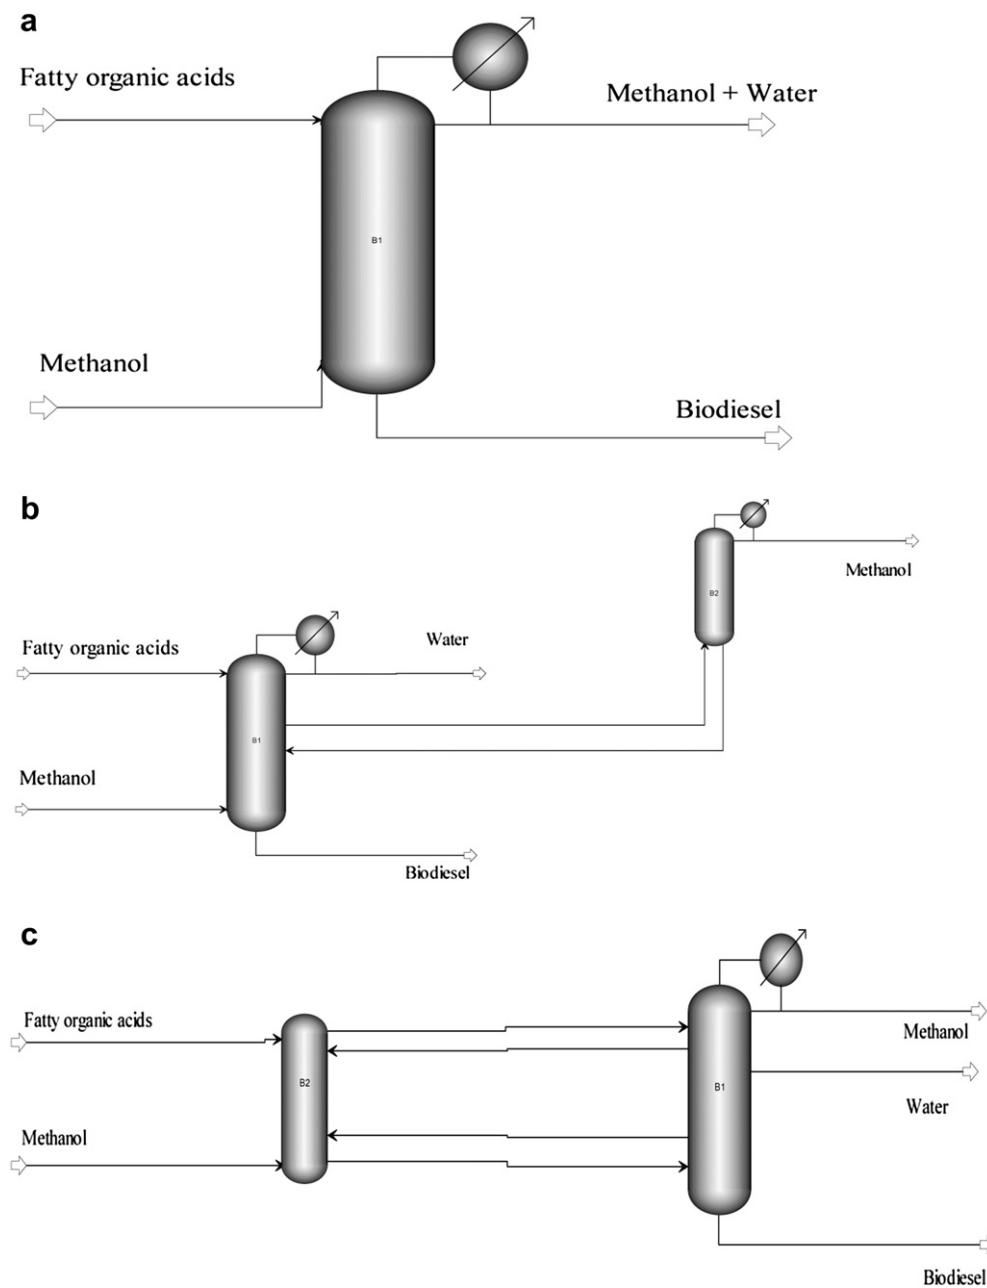 a
Fatty organic acids
Methanol + Water
B1
Methanol
Biodiesel
b
Methanol
B2
Fatty organic acids
Water
B1
Methanol
Biodiesel
c
Fatty organic acids
Methanol
B2
B1
Water
Methanol
Biodiesel